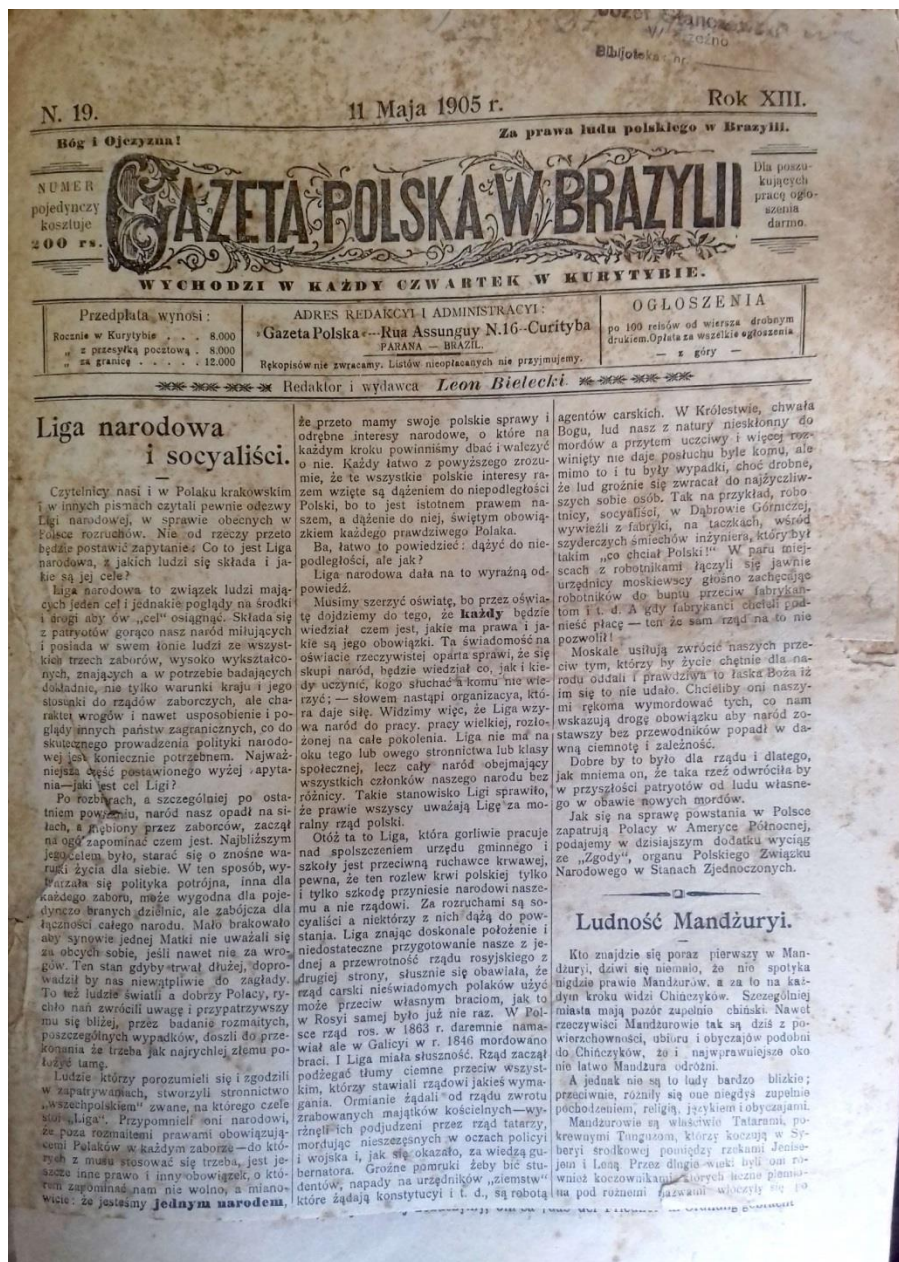 Biblijoteka nr.
N. 19.
11 Maja 1905 r.
Rok XIII.
Bóg i Ojczyzna!
Za prawa ludu polskiego w Brazylii.
NUMER
pojedynczy
kosztuje
200 rs.
GAZETA POLSKA W BRAZYLII
Dla poszu-
kujących
pracę ogło-
szenia
darmo.
WYCHODZI W KAŻDY CZWARTEK W KURYTYBIE.
Przedpłata wynosi:
Rocznie w Kurytybie . . . 8.000
„ z przesyłką pocztową . 8.000
„ za granicę . . . . . 12.000
ADRES REDAKCYI I ADMINISTRACYI:
»Gazeta Polska«---Rua Assunguy N.16--Curityba
PARANA — BRAZIL.
Rękopisów nie zwracamy. Listów nieopłacanych nie przyjmujemy.
OGŁOSZENIA
po 100 reisów od wiersza drobnym
drukiem. Opłata za wszelkie ogłoszenia
— z góry —
Redaktor i wydawca Leon Bielecki
Liga narodowa
i socyaliści.
Czytelnicy nasi i w Polaku krakowskim
i w innych pismach czytali pewnie odezwy
Ligi narodowej, w sprawie obecnych w
Polsce rozruchów. Nie od rzeczy przeto
będzie postawić zapytanie: Co to jest Liga
narodowa, z jakich ludzi się składa i ja-
kie są jej cele?
Liga narodowa to związek ludzi mają-
cych jeden cel i jednakie poglądy na środki
i drogi aby ów „cel" osiągnąć. Składa się
z patryotów gorąco nasz naród miłujących
i posiada w swem łonie ludzi ze wszyst-
kich trzech zaborów, wysoko wykształco-
nych, znających a w potrzebie badających
dokładnie, nie tylko warunki kraju i jego
stosunki do rządów zaborczych, ale cha-
rakter wrogów i nawet usposobienie i po-
glądy innych państw zagranicznych, co do
skutecznego prowadzenia polityki narodo-
wej jest koniecznie potrzebnem. Najważ-
niejsza część postawionego wyżej zapyta-
nia—jaki jest cel Ligi?
Po rozbiorach, a szczególniej po osta-
tniem powstaniu, naród nasz opadł na si-
łach, a gnębiony przez zaborców, zaczął
na ogół zapominać czem jest. Najbliższym
jego celem było, starać się o znośne wa-
runki życia dla siebie. W ten sposób, wy-
twarzała się polityka potrójna, inna dla
każdego zaboru, może wygodna dla poje-
dynczo branych dzielnic, ale zabójcza dla
łączności całego narodu. Mało brakowało
aby synowie jednej Matki nie uważali się
za obcych sobie, jeśli nawet nie za wro-
gów. Ten stan gdyby trwał dłużej, dopro-
wadził by nas niewątpliwie do zagłady.
To też ludzie światli a dobrzy Polacy, ry-
chło nań zwrócili uwagę i przypatrzywszy
mu się bliżej, przez badanie rozmaitych,
poszczególnych wypadków, doszli do prze-
konania że trzeba jak najrychlej złemu po-
łożyć tamę.
Ludzie którzy porozumieli się i zgodzili
w zapatrywaniach, stworzyli stronnictwo
„wszechpolskiem" zwane, na którego czele
stoi „Liga". Przypomnieli oni narodowi,
że poza rozmaitemi prawami obowiązują-
cemi Polaków w każdym zaborze—do któ-
rych z musu stosować się trzeba, jest je-
szcze inne prawo i inny obowiązek, o któ-
rem zapominać nam nie wolno, a miano-
wicie: że jesteśmy jednym narodem,
że przeto mamy swoje polskie sprawy i
odrębne interesy narodowe, o które na
każdym kroku powinniśmy dbać i walczyć
o nie. Każdy łatwo z powyższego zrozu-
mie, że te wszystkie polskie interesy ra-
zem wzięte są dążeniem do niepodległości
Polski, bo to jest istotnem prawem na-
szem, a dążenie do niej, świętym obowią-
zkiem każdego prawdziwego Polaka.
Ba, łatwo to powiedzieć: dążyć do nie-
podległości, ale jak?
Liga narodowa dała na to wyraźną od-
powiedź.
Musimy szerzyć oświatę, bo przez oświa-
tę dojdziemy do tego, że każdy będzie
wiedział czem jest, jakie ma prawa i ja-
kie są jego obowiązki. Ta świadomość na
oświacie rzeczywistej oparta sprawi, że się
skupi naród, będzie wiedział co, jak i kie-
dy uczynić, kogo słuchać a komu nie wie-
rzyć; — słowem nastąpi organizacya, któ-
ra daje siłę. Widzimy więc, że Liga wzy-
wa naród do pracy, pracy wielkiej, rozło-
żonej na całe pokolenia. Liga nie ma na
oku tego lub owego stronnictwa lub klasy
społecznej, lecz cały naród obejmający
wszystkich członków naszego narodu bez
różnicy. Takie stanowisko Ligi sprawiło,
że prawie wszyscy uważają Ligę za mo-
ralny rząd polski.
Otóż ta to Liga, która gorliwie pracuje
nad spolszczeniem urzędu gminnego i
szkoły jest przeciwną ruchawce krwawej,
pewna, że ten rozlew krwi polskiej tylko
i tylko szkodę przyniesie narodowi nasze-
mu a nie rządowi. Za rozruchami są so-
cyaliści a niektórzy z nich dążą do pow-
stania. Liga znając doskonale położenie i
niedostateczne przygotowanie nasze z je-
dnej a przewrotność rządu rosyjskiego z
drugiej strony, słusznie się obawiała, że
rząd carski nieświadomych polaków użyć
może przeciw własnym braciom, jak to
w Rosyi samej było już nie raz. W Pol-
sce rząd ros. w 1863 r. daremnie nama-
wiał ale w Galicyi w r. 1846 mordowano
braci. I Liga miała słuszność. Rząd zaczął
podżegać tłumy ciemne przeciw wszyst-
kim, którzy stawiali rządowi jakieś wyma-
gania. Ormianie żądali od rządu zwrotu
zrabowanych majątków kościelnych—wy-
rżnęli ich podjudzeni przez rząd tatarzy,
mordując nieszczęsnych w oczach policyi
i wojska i, jak się okazało, za wiedzą gu-
bernatora. Groźne pomruki żeby bić stu-
dentów, napady na urzędników „ziemstw"
które żądają konstytucyi i t. d., są robotą
agentów carskich. W Królestwie, chwała
Bogu, lud nasz z natury nieskłonny do
mordów a przytem uczciwy i więcej roz-
winięty nie daje posłuchu byle komu, ale
mimo to i tu były wypadki, choć drobne,
że lud groźnie się zwracał do najżyczliw-
szych sobie osób. Tak na przykład, robo
tnicy, socyaliści, w Dąbrowie Górniczej,
wywieźli z fabryki, na taczkach, wśród
szyderczych śmiechów inżyniera, który był
takim „co chciał Polski!" W paru miej-
scach z robotnikami łączyli się jawnie
urzędnicy moskiewscy głośno zachęcając
robotników do buntu przeciw fabrykan-
tom i t. d. A gdy fabrykanci chcieli pod-
nieść płacę — ten że sam rząd na to nie
pozwolił!
Moskale usiłują zwrócić naszych prze-
ciw tym, którzy by życie chętnie dla na-
rodu oddali i prawdziwa to łaska Boża iż
im się to nie udało. Chcieliby oni naszy-
mi rękoma wymordować tych, co nam
wskazują drogę obowiązku aby naród zo-
stawszy bez przewodników popadł w da-
wną ciemnotę i zależność.
Dobre by to było dla rządu i dlatego,
jak mniema on, że taka rzeź odwróciła by
w przyszłości patryotów od ludu własne-
go w obawie nowych mordów.
Jak się na sprawę powstania w Polsce
zapatrują Polacy w Ameryce Północnej,
podajemy w dzisiajszym dodatku wyciąg
ze „Zgody", organu Polskiego Związku
Narodowego w Stanach Zjednoczonych.
Ludność Mandżuryi.
Kto znajdzie się poraz pierwszy w Man-
dżuryi, dziwi się niemało, że nie spotyka
nigdzie prawie Mandżurów, a za to na każ-
dym kroku widzi Chińczyków. Szczególniej
miasta mają pozór zupełnie chiński. Nawet
rzeczywiści Mandżurowie tak są dziś z po-
wierzchowności, ubioru i obyczajów podobni
do Chińczyków, że i najwprawniejsze oko
nie łatwo Mandżura odróżni.
A jednak nie są to ludy bardzo blizkie;
przeciwnie, różniły się one niegdyś zupełnie
pochodzeniem, religią, językiem i obyczajami.
Mandżurowie są właściwie Tatarami, po-
krewnymi Tunguzom, którzy koczują w Sy-
beryi środkowej pomiędzy rzekami Jenise-
jem i Leną Przez długie wieki byli oni ró-
wnież koczownikami, których liczne plemio-
na pod rożnemi nazwami włóczyły się po